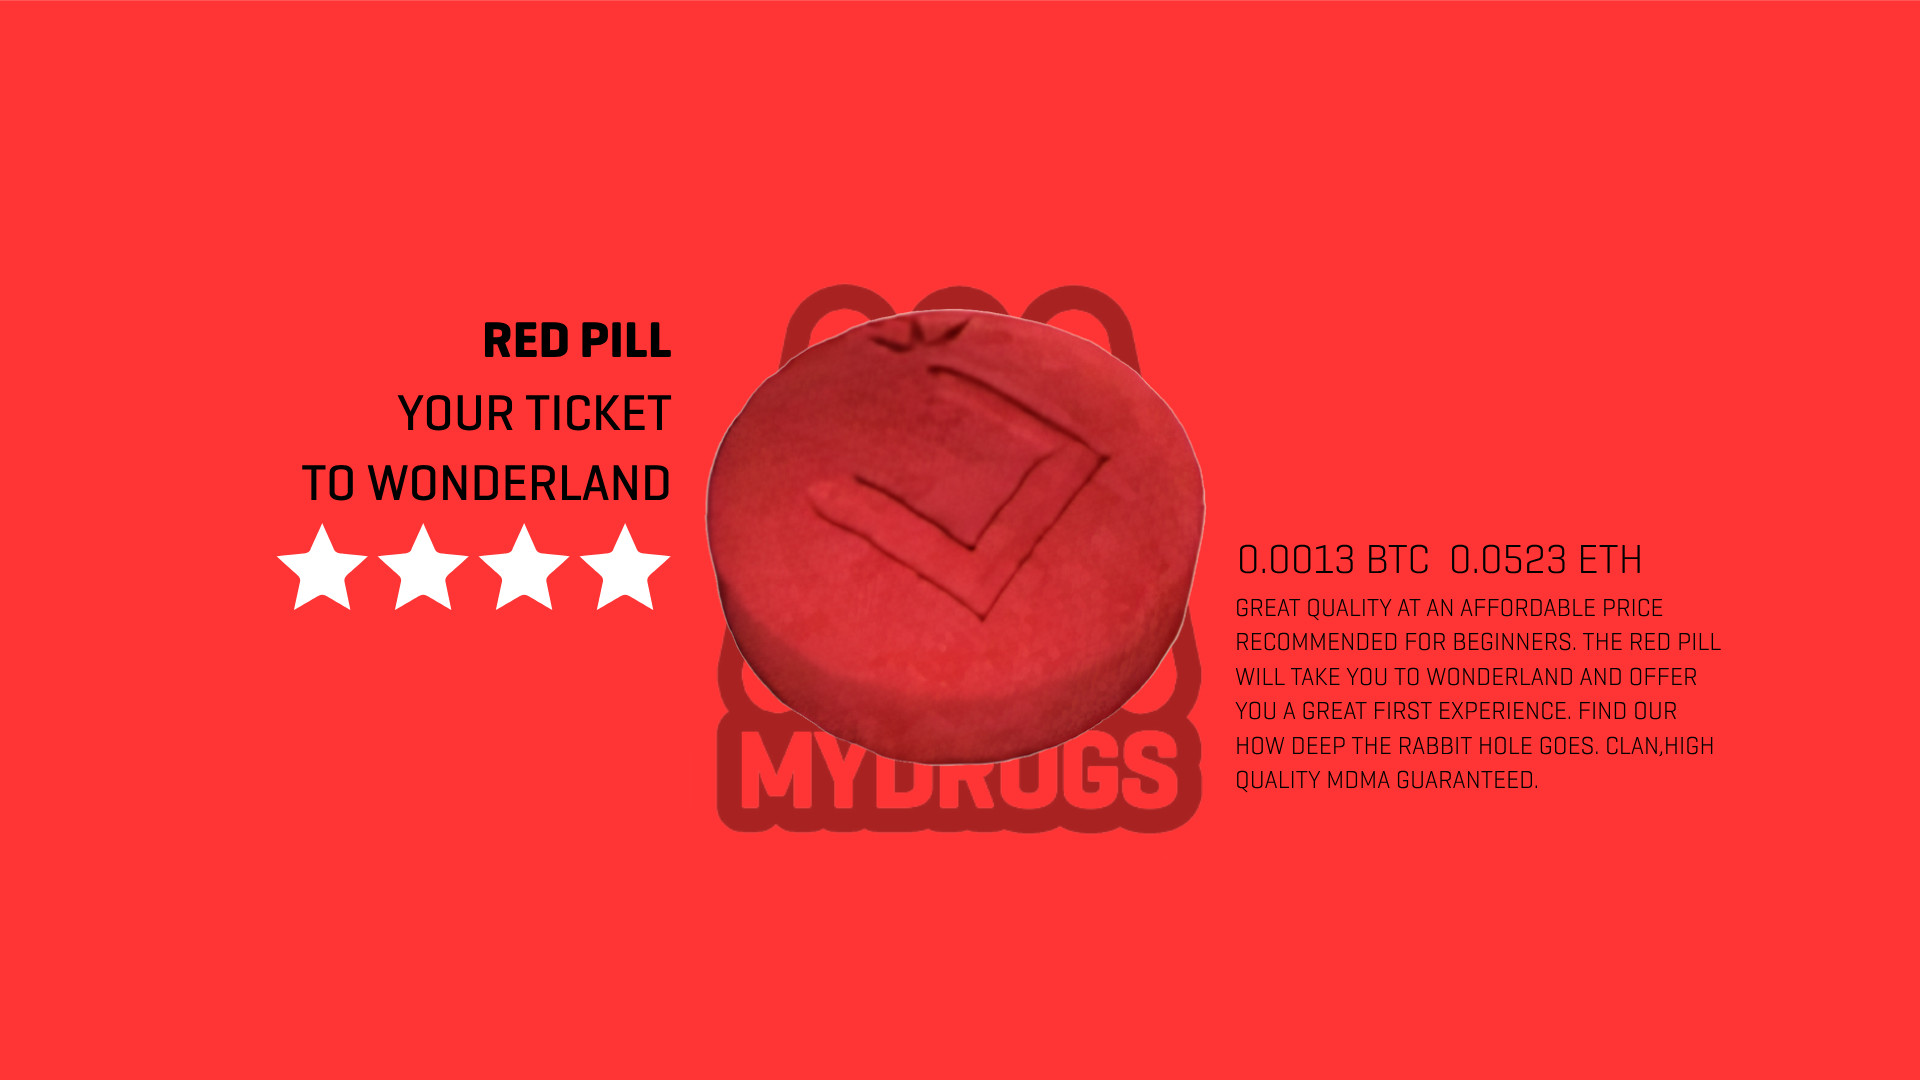 RED PILL
YOUR TICKET
TO WONDERLAND
0.0013 BTC 0.0523 ETH
GREAT QUALITY AT AN AFFORDABLE PRICE
RECOMMENDED FOR BEGINNERS. THE RED PILL
WILL TAKE YOU TO WONDERLAND AND OFFER
YOU A GREAT FIRST EXPERIENCE. FIND OUR
HOW DEEP THE RABBIT HOLE GOES. CLAN,HIGH
QUALITY MDMA GUARANTEED.
MYDRUGS